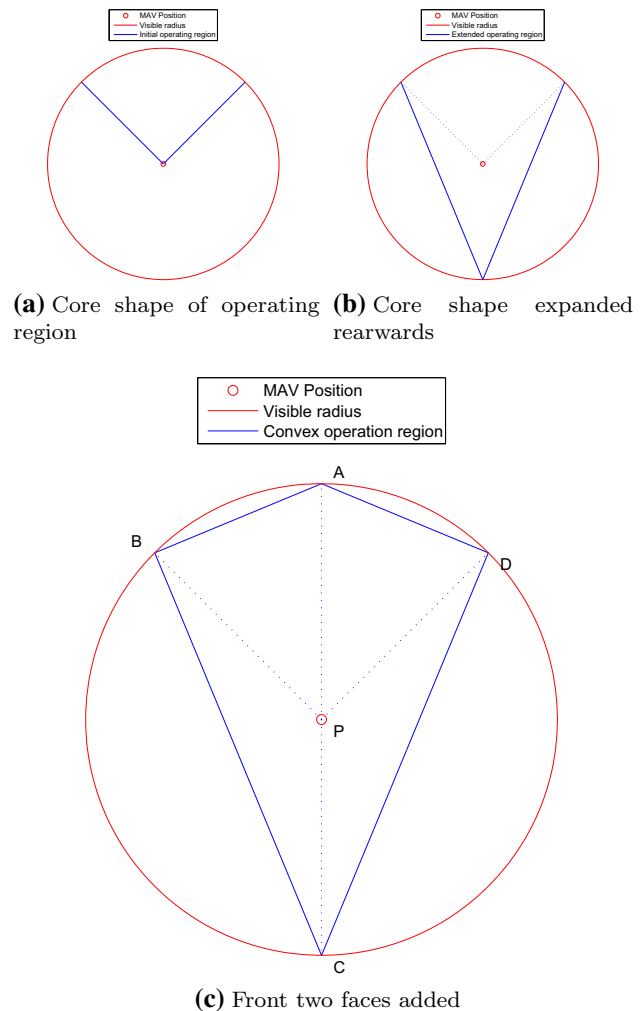 MAV Position
Visible radius
Initial operating region
MAV Position
Visible radius
Extended operating region
(a) Core shape of operating region
(b) Core shape expanded rearwards
MAV Position
Visible radius
Convex operation region
A
B
D
P
C
(c) Front two faces added